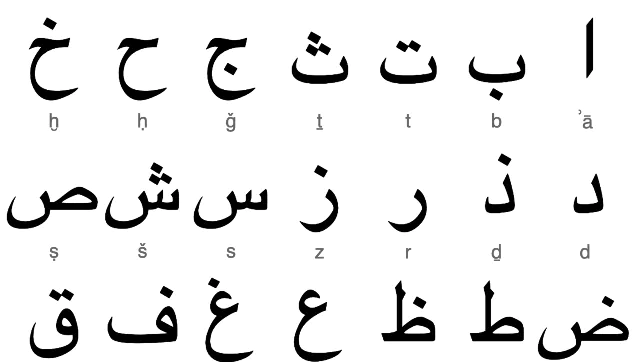 ا ب ت ث ج ح خ
ʾā b t ṯ ǧ ḥ ḫ
د ذ ر ز س ش ص
d ḏ r z s š ṣ
ض ط ظ ع غ ف ق